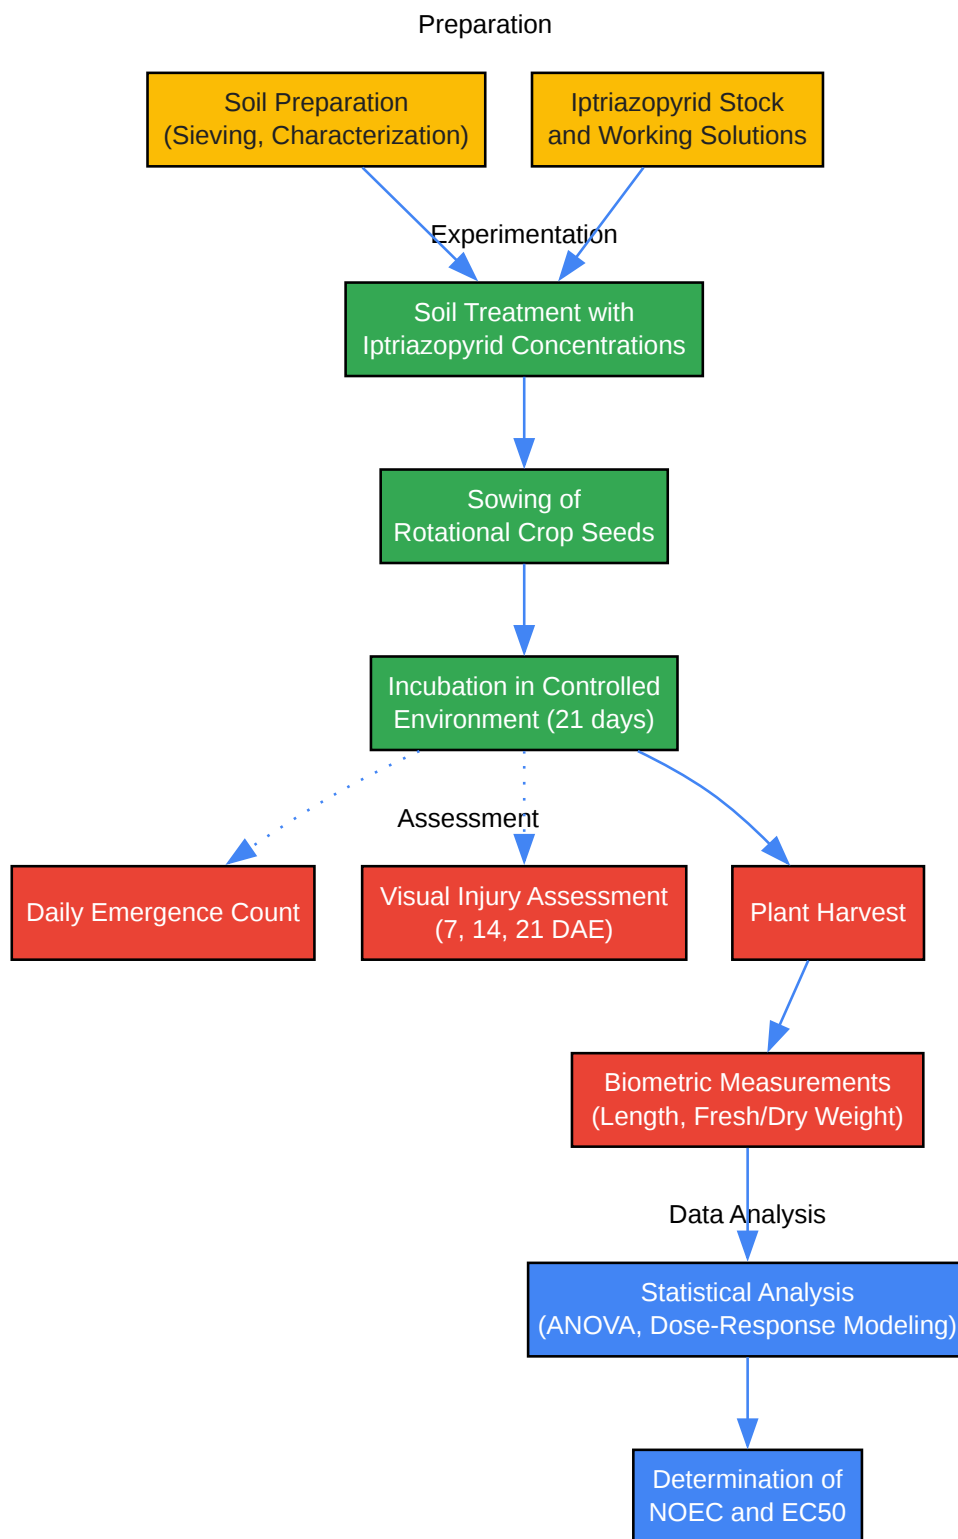 Preparation
Soil Preparation
(Sieving, Characterization)
Iptriazopyrid Stock
and Working Solutions
Experimentation
Soil Treatment with
Iptriazopyrid Concentrations
Sowing of
Rotational Crop Seeds
Incubation in Controlled
Environment (21 days)
Assessment
Daily Emergence Count
Visual Injury Assessment
(7, 14, 21 DAE)
Plant Harvest
Biometric Measurements
(Length, Fresh/Dry Weight)
Data Analysis
Statistical Analysis
(ANOVA, Dose-Response Modeling)
Determination of
NOEC and EC50